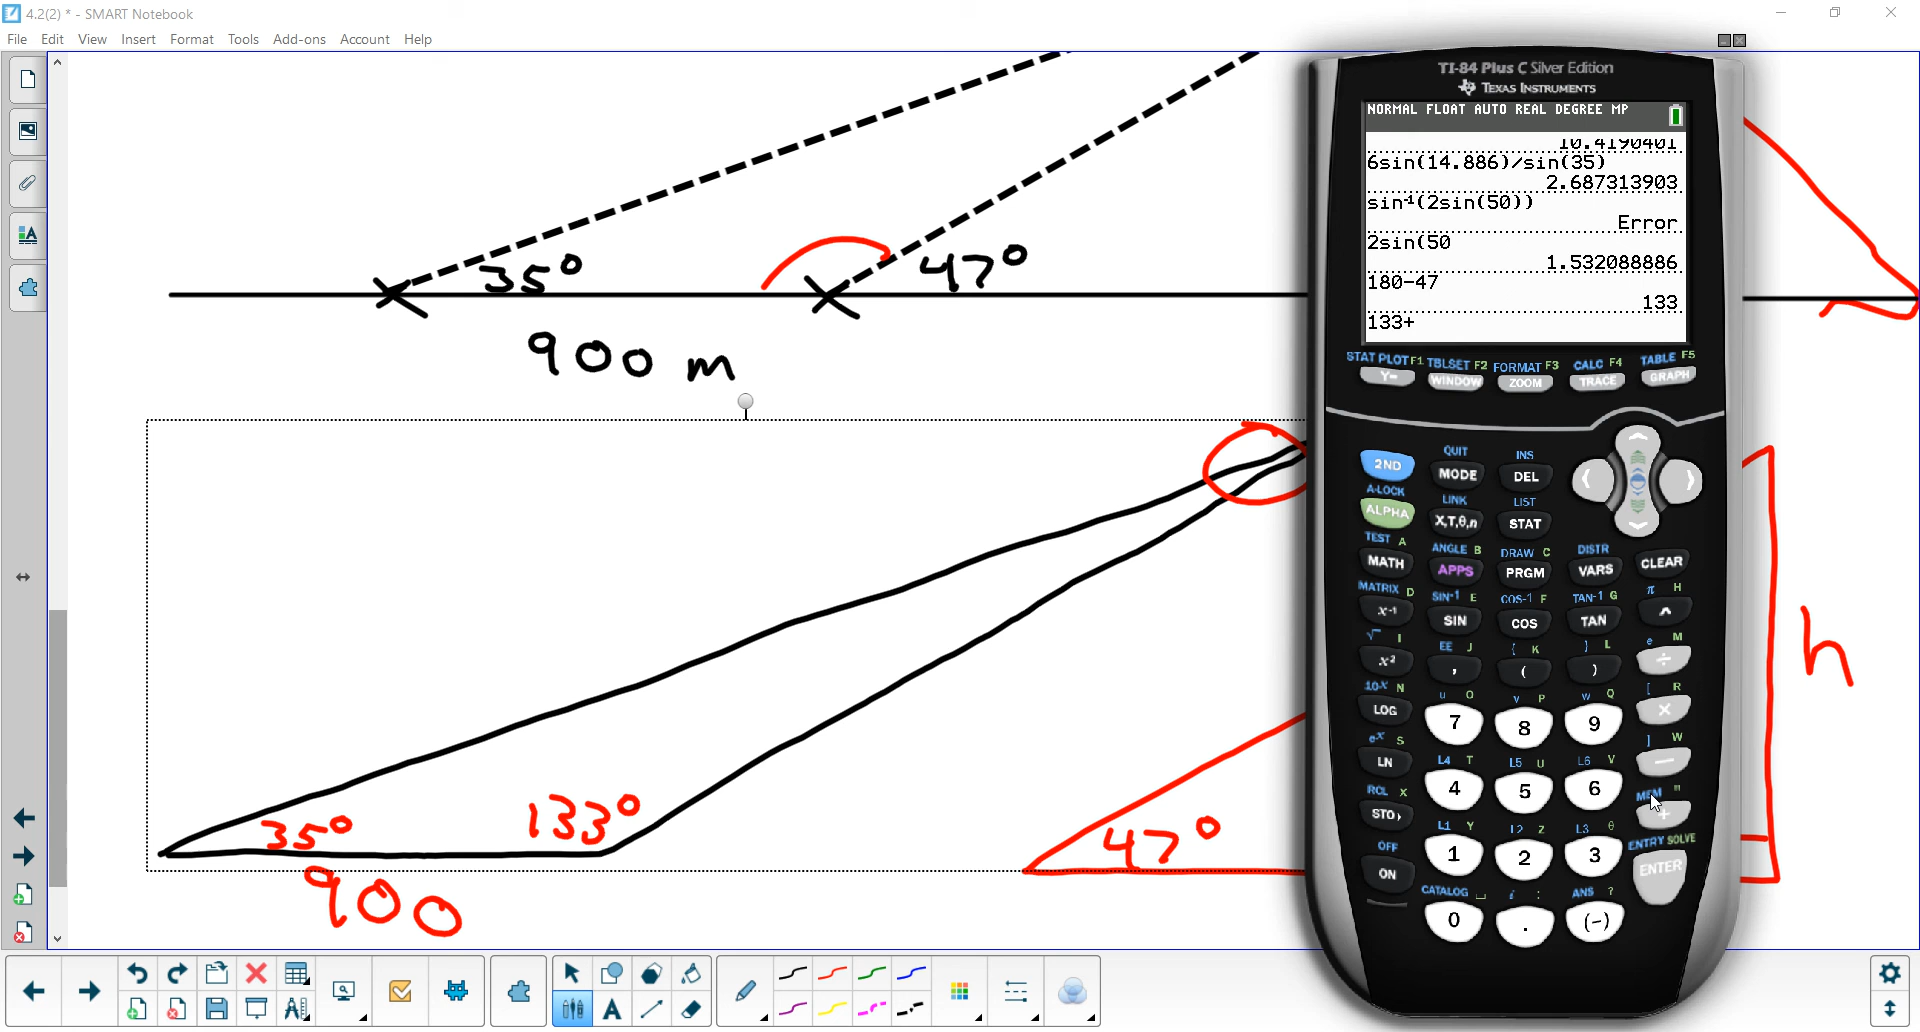 4.2(2) * - SMART Notebook
File Edit View Insert Format Tools Add-ons Account Help
35°
47°
900 m
35°
133°
900
47°
h
TI-84 Plus C Silver Edition
TEXAS INSTRUMENTS
NORMAL FLOAT AUTO REAL DEGREE MP
10.4190401
6sin(14.886)/sin(35)
2.687313903
sin⁻¹(2sin(50))
Error
2sin(50
1.532088886
180-47
133
133+
STAT PLOT F1 TBLSET F2 FORMAT F3 CALC F4 TABLE F5
Y= WINDOW ZOOM TRACE GRAPH
QUIT INS
2ND MODE DEL
A-LOCK LINK LIST
ALPHA X,T,θ,n STAT
TEST A ANGLE B DRAW C DISTR
MATH APPS PRGM VARS CLEAR
MATRIX D SIN⁻¹ E COS⁻¹ F TAN⁻¹ G π H
x⁻¹ SIN COS TAN ^
√ I EE J { K } L e M
x² , ( ) ÷
10ˣ N u O v P w Q [ R
LOG 7 8 9 ×
eˣ S L4 T L5 U L6 V ] W
LN 4 5 6 −
RCL X L1 Y L2 Z L3 θ MEM "
STO▸ 1 2 3 +
OFF CATALOG ⎵ i : ANS ? ENTRY SOLVE
ON 0 . (-) ENTER
A